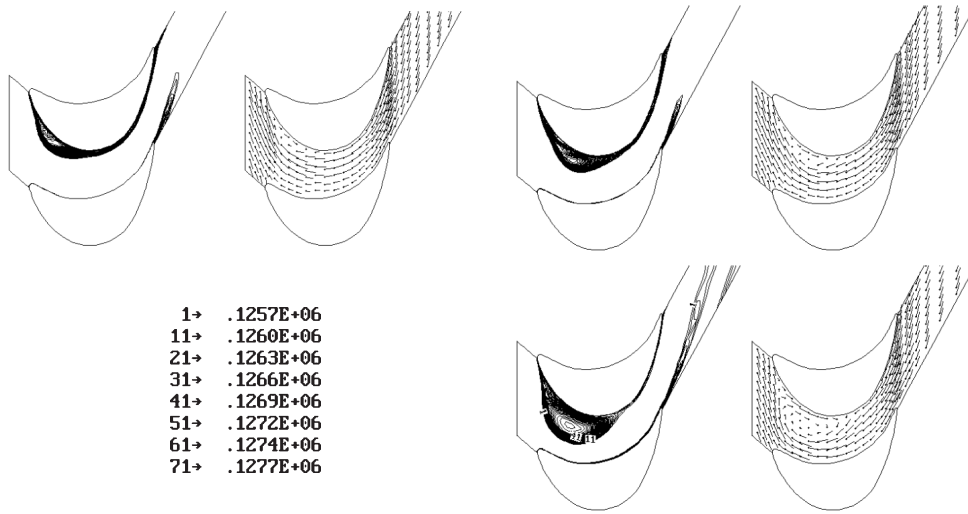 1→ .1257E+06
11→ .1260E+06
21→ .1263E+06
31→ .1266E+06
41→ .1269E+06
51→ .1272E+06
61→ .1274E+06
71→ .1277E+06
11